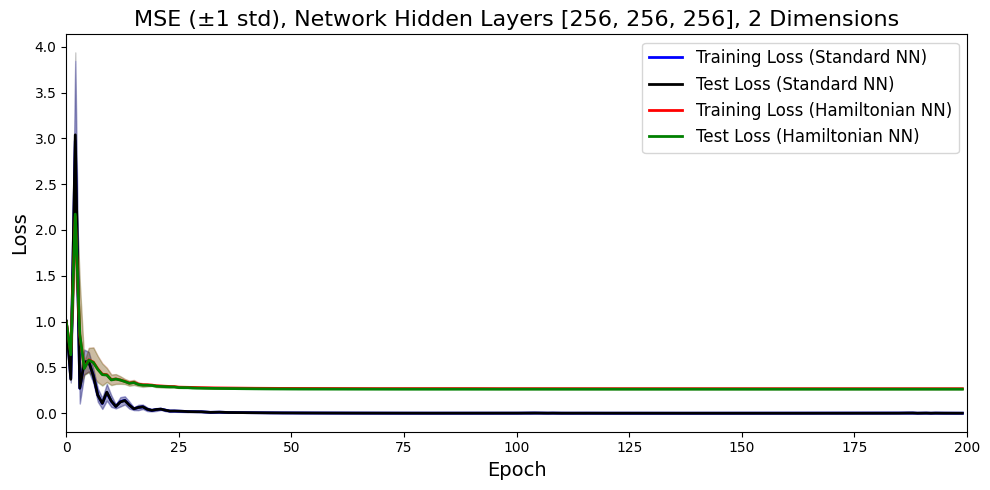 MSE (±1 std), Network Hidden Layers [256, 256, 256], 2 Dimensions
Training Loss (Standard NN)
Test Loss (Standard NN)
Training Loss (Hamiltonian NN)
Test Loss (Hamiltonian NN)
Loss
4.0
3.5
3.0
2.5
2.0
1.5
1.0
0.5
0.0
0 25 50 75 100 125 150 175 200
Epoch